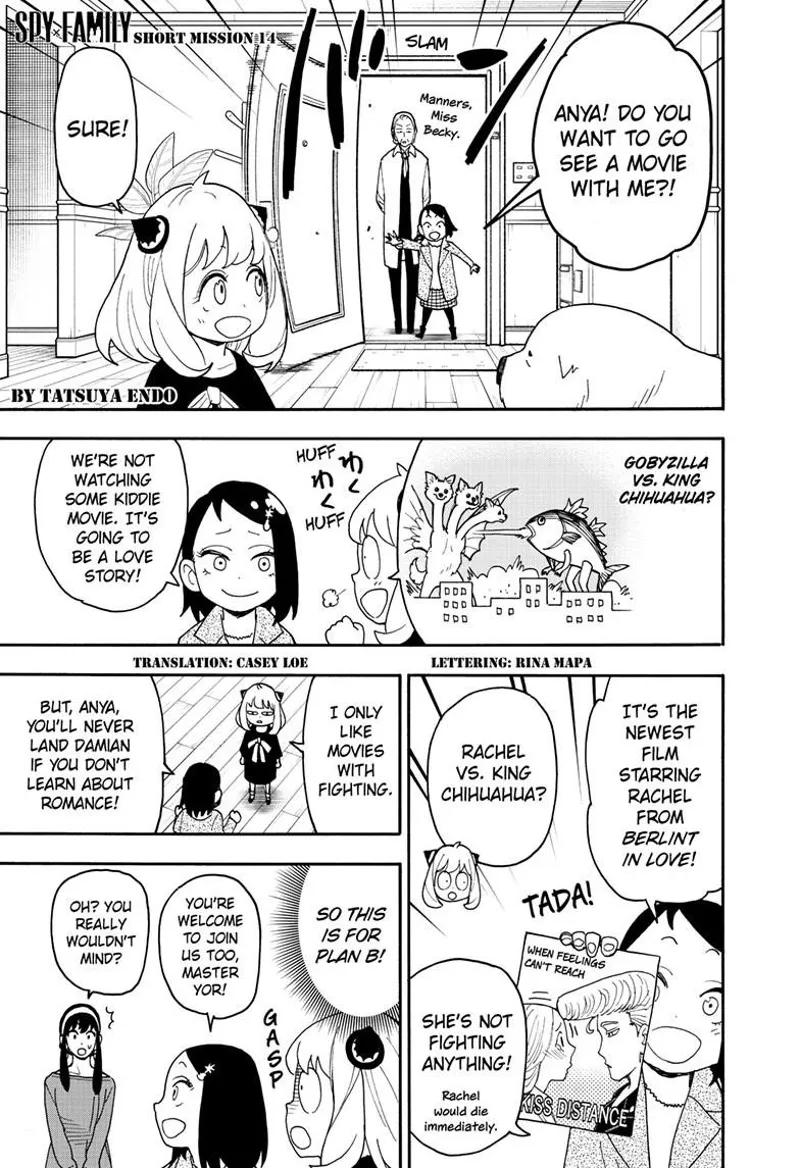 SPY×FAMILY SHORT MISSION 14
SLAM
ANYA! DO YOU
WANT TO GO
SEE A MOVIE
WITH ME?!
Manners,
Miss
Becky.
SURE!
BY TATSUYA ENDO
GOBYZILLA
VS. KING
CHIHUAHUA?
HUFF
わく
わく
HUFF
WE'RE NOT
WATCHING
SOME KIDDIE
MOVIE. IT'S
GOING TO
BE A LOVE
STORY!
TRANSLATION: CASEY LOE
LETTERING: RINA MAPA
IT'S THE
NEWEST
FILM
STARRING
RACHEL
FROM
BERLINT
IN LOVE!
RACHEL
VS. KING
CHIHUAHUA?
TADA!
WHEN FEELINGS
CAN'T REACH
KISS DISTANCE
SHE'S NOT
FIGHTING
ANYTHING!
Rachel
would die
immediately.
I ONLY
LIKE
MOVIES
WITH
FIGHTING.
BUT, ANYA,
YOU'LL NEVER
LAND DAMIAN
IF YOU DON'T
LEARN ABOUT
ROMANCE!
SO THIS
IS FOR
PLAN B!
GASP
YOU'RE
WELCOME
TO JOIN
US TOO,
MASTER
YOR!
OH? YOU
REALLY
WOULDN'T
MIND?